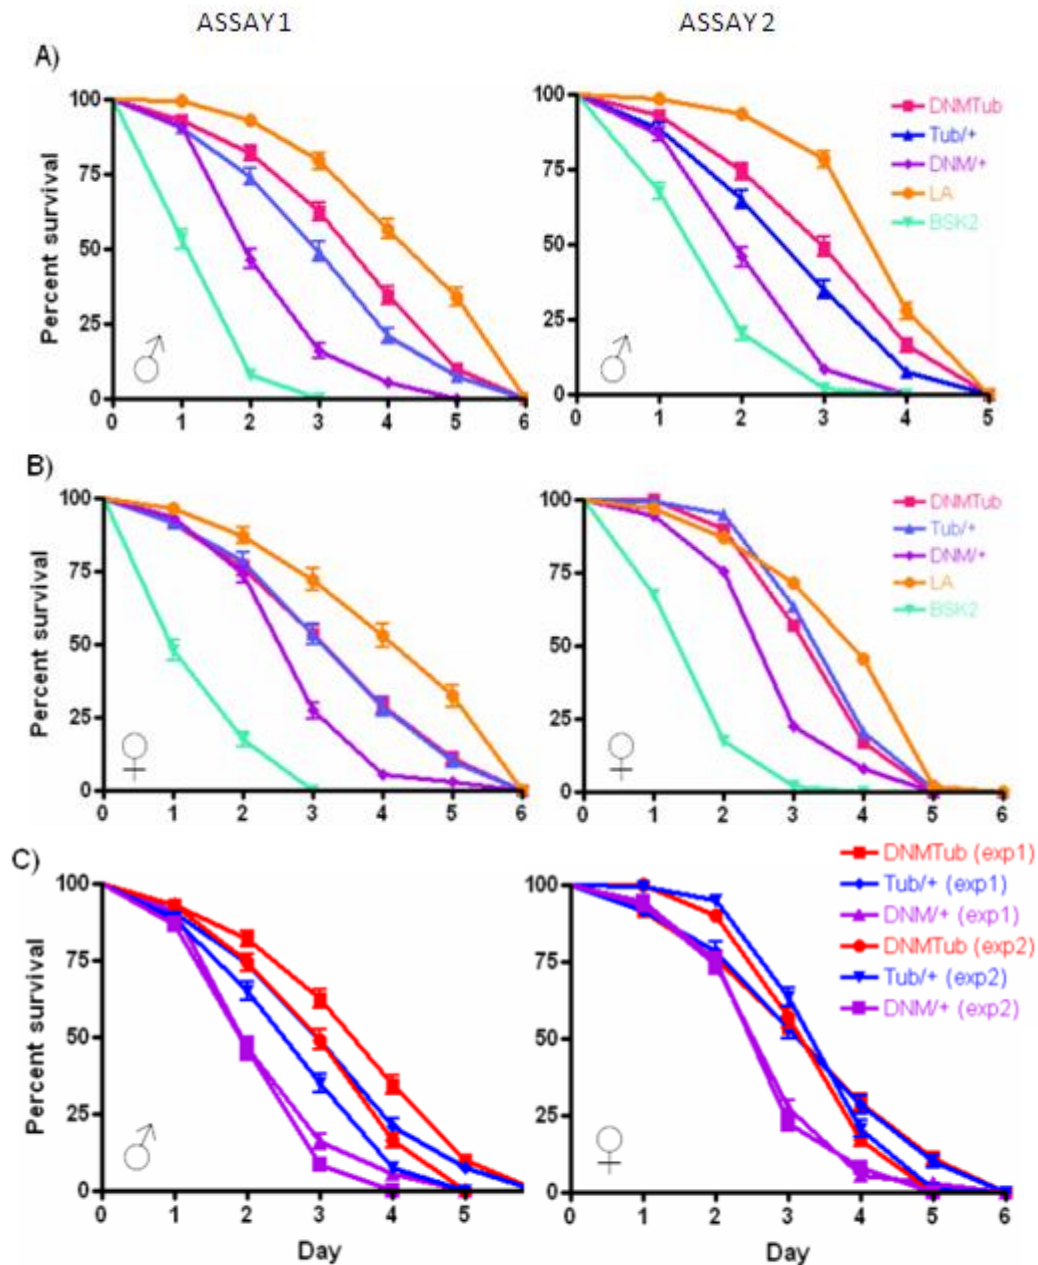 ASSAY1 ASSAY2
A)
Percent survival
100
75
50
25
0
0 1 2 3 4 5 6
100
75
50
25
0
0 1 2 3 4 5
DNMTub
Tub/+
DNM/+
LA
BSK2
♂ ♂
B)
Percent survival
100
75
50
25
0
0 1 2 3 4 5 6
100
75
50
25
0
0 1 2 3 4 5 6
DNMTub
Tub/+
DNM/+
LA
BSK2
♀ ♀
C)
Percent survival
100
75
50
25
0
0 1 2 3 4 5
Day
100
75
50
25
0
0 1 2 3 4 5 6
Day
DNMTub (exp1)
Tub/+ (exp1)
DNM/+ (exp1)
DNMTub (exp2)
Tub/+ (exp2)
DNM/+ (exp2)
♂ ♀